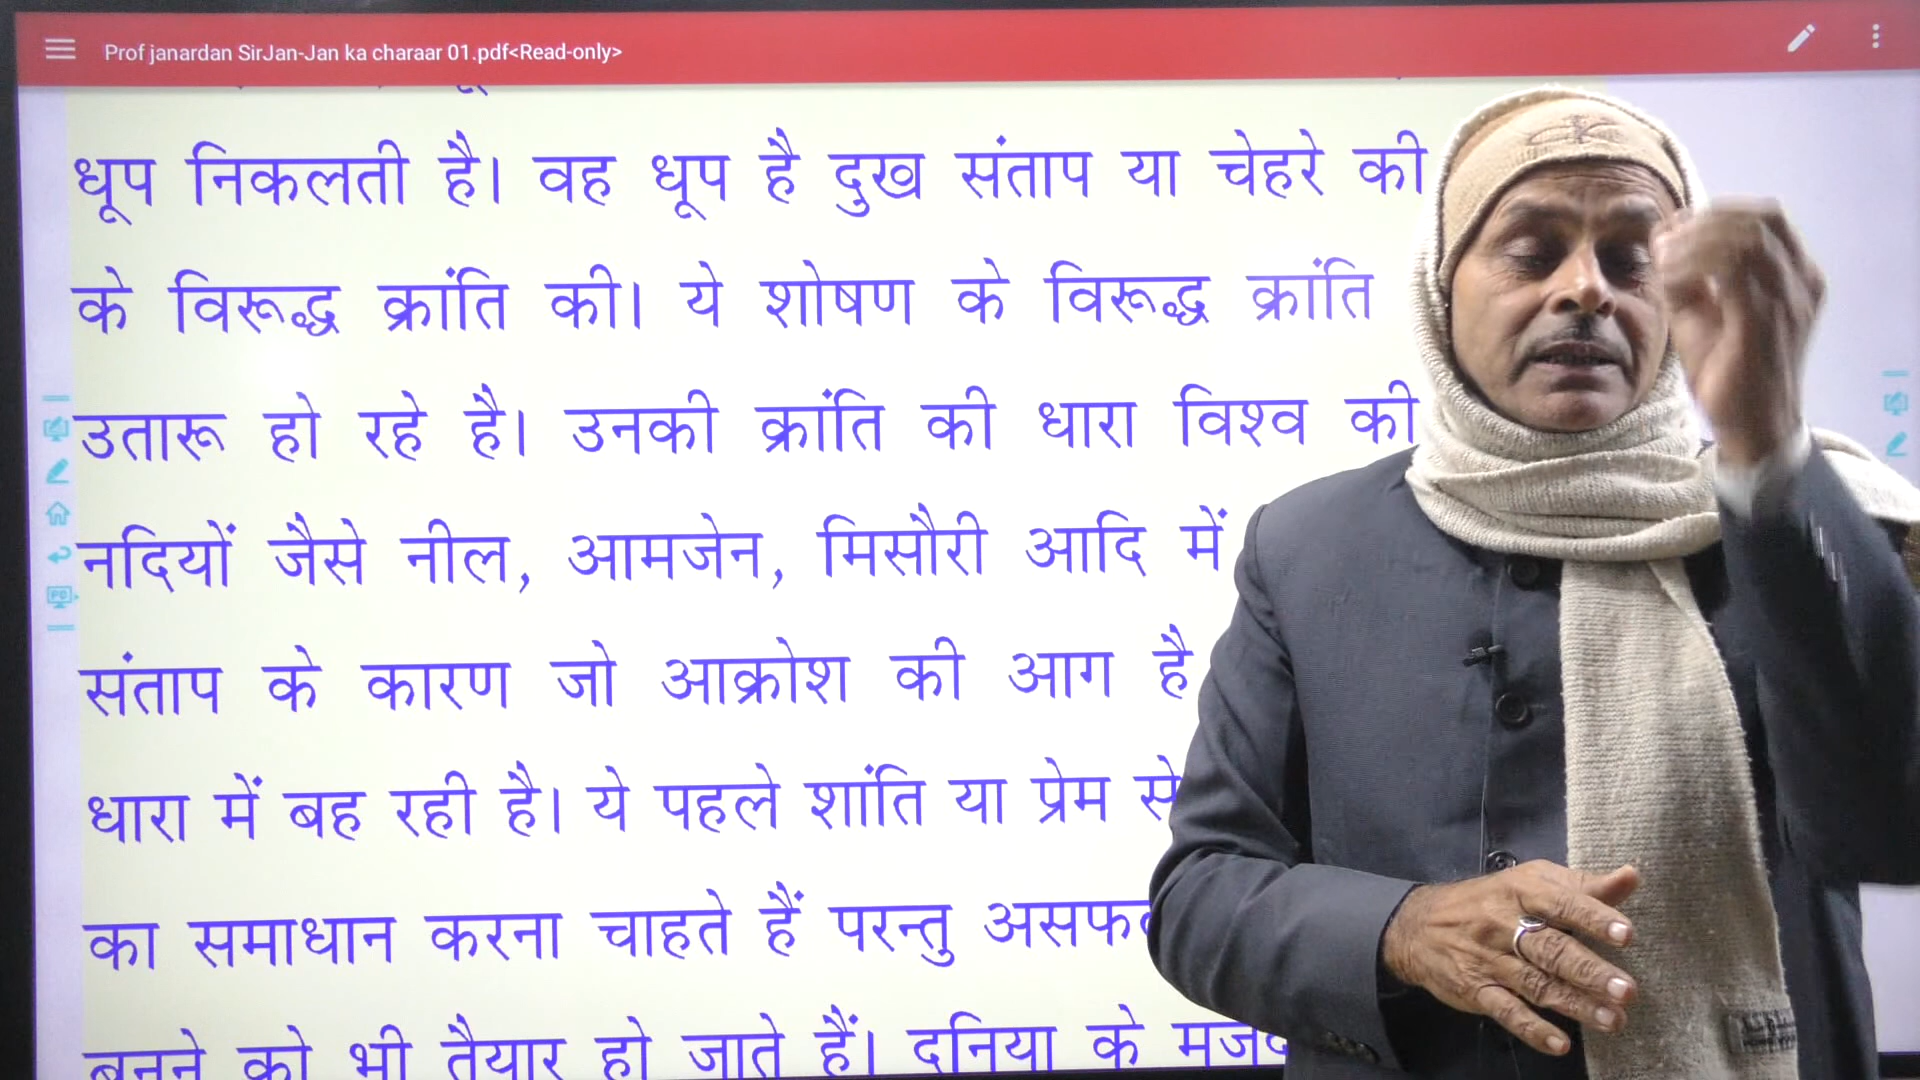 Prof janardan SirJan-Jan ka charaar 01.pdf<Read-only>
धूप निकलती है। वह धूप है दुख संताप या चेहरे की
के विरूद्ध क्रांति की। ये शोषण के विरूद्ध क्रांति
उतारू हो रहे है। उनकी क्रांति की धारा विश्व की
नदियों जैसे नील, आमजेन, मिसौरी आदि में
संताप के कारण जो आक्रोश की आग है
धारा में बह रही है। ये पहले शांति या प्रेम से
का समाधान करना चाहते हैं परन्तु
बनने को भी तैयार हो जाते हैं। दुनिया के